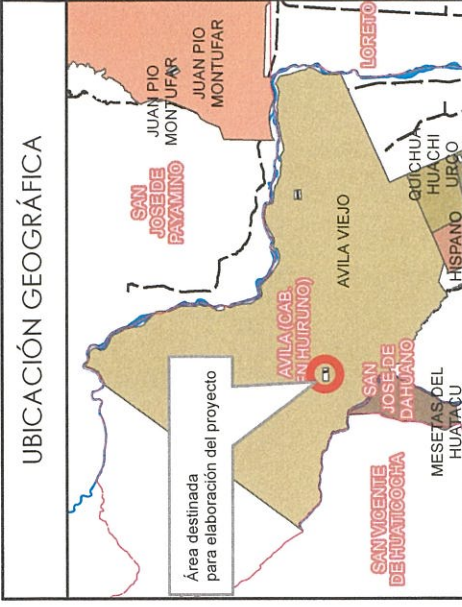 UBICACIÓN GEOGRÁFICA
JUAN PIO
MONTUFAR
JUAN PIO
MONTUFAR
SAN
JOSE DE
PAYAMINO
LORETO
Área destinada
para elaboración del proyecto
AVILA (CAB.
EN HUIRUNO)
AVILA VIEJO
QUICHUA
HUACHI
URCO
HISPANO
SAN
JOSE DE
DAHUANO
MESETAS DEL
HUATACU
SAN VICENTE
DE HUATICOCHA